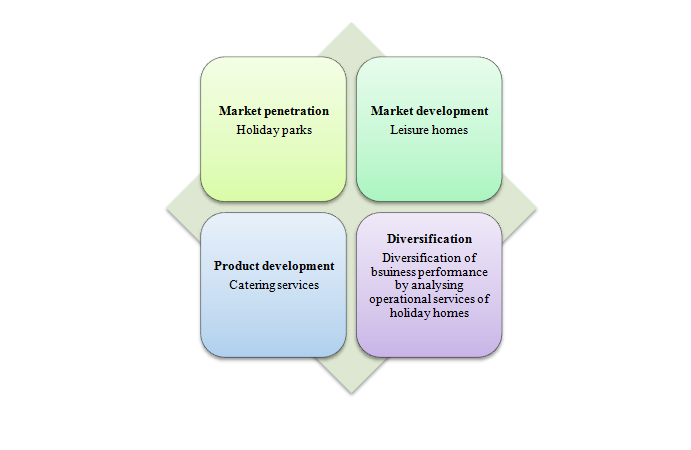 Market penetration
Holiday parks
Market development
Leisure homes
Product development
Catering services
Diversification
Diversification of
bsuiness performance
by analysing
operational services of
holiday homes